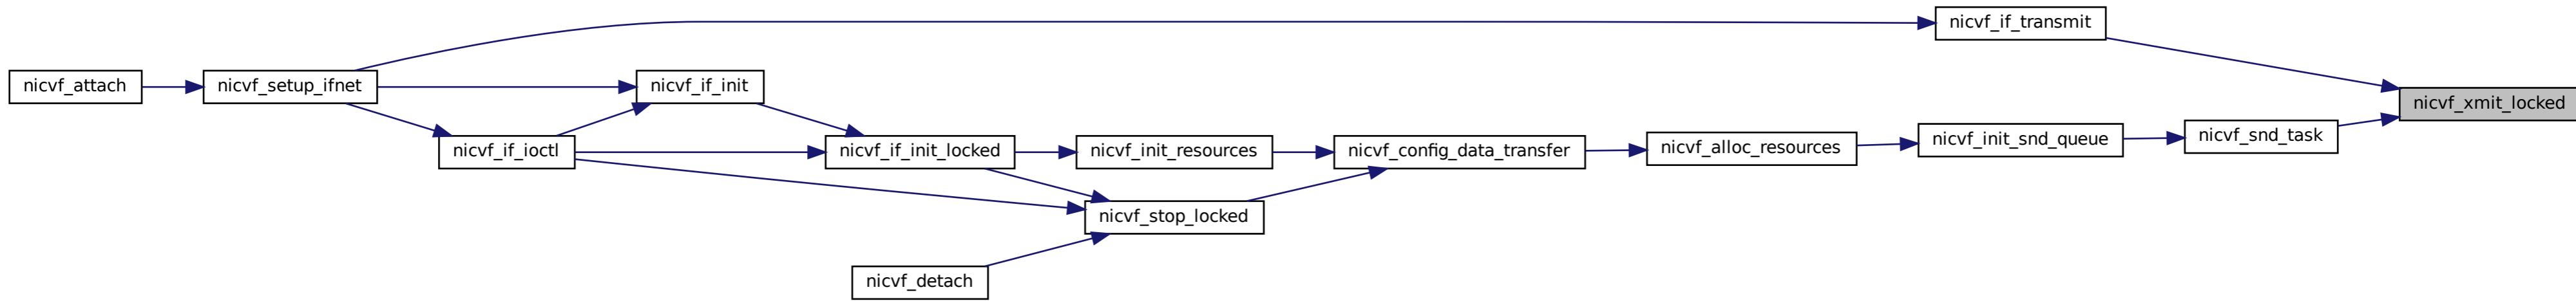 nicvf_if_transmit
nicvf_attach
nicvf_setup_ifnet
nicvf_if_init
nicvf_xmit_locked
nicvf_if_ioctl
nicvf_if_init_locked
nicvf_init_resources
nicvf_config_data_transfer
nicvf_alloc_resources
nicvf_init_snd_queue
nicvf_snd_task
nicvf_stop_locked
nicvf_detach